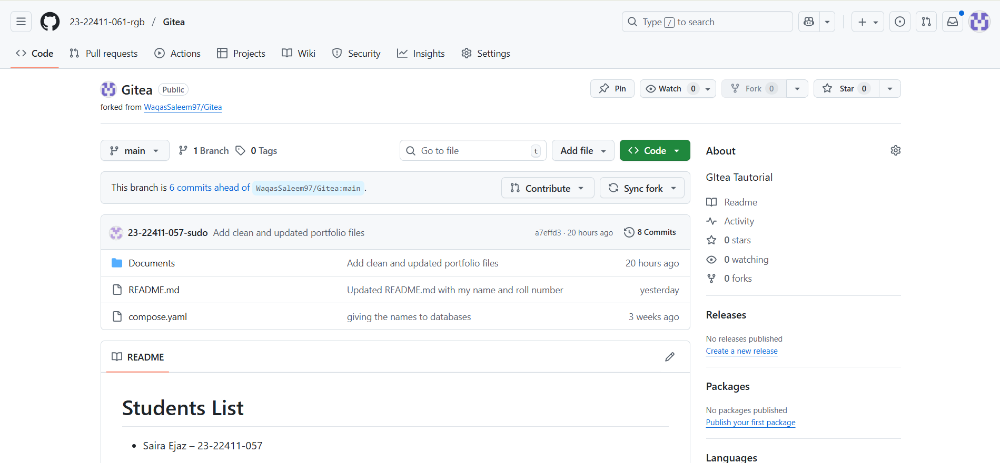 23-22411-061-rgb / Gitea
Type / to search
Code Pull requests Actions Projects Wiki Security Insights Settings
Gitea Public
Pin Watch 0 Fork 0 Star 0
forked from WaqasSaleem97/Gitea
main 1 Branch 0 Tags Go to file t Add file Code
This branch is 6 commits ahead of WaqasSaleem97/Gitea:main.
Contribute Sync fork
23-22411-057-sudo Add clean and updated portfolio files a7effd3 · 20 hours ago 8 Commits
Documents Add clean and updated portfolio files 20 hours ago
README.md Updated README.md with my name and roll number yesterday
compose.yaml giving the names to databases 3 weeks ago
README
Students List
• Saira Ejaz – 23-22411-057
About
GItea Tautorial
Readme
Activity
0 stars
0 watching
0 forks
Releases
No releases published
Create a new release
Packages
No packages published
Publish your first package
Languages